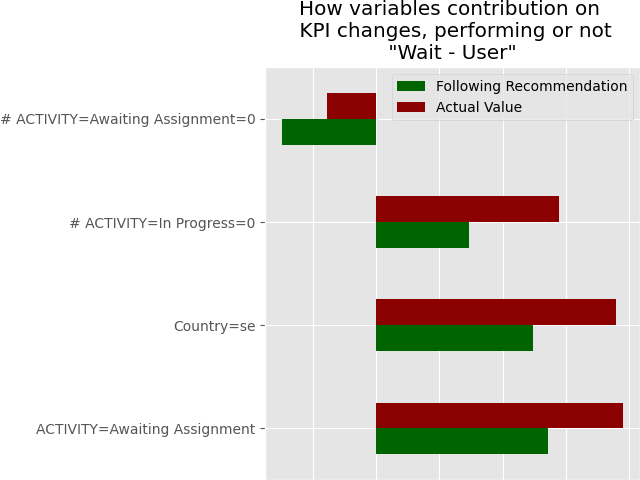 How variables contribution on
KPI changes, performing or not
"Wait - User"
Following Recommendation
Actual Value
# ACTIVITY=Awaiting Assignment=0
# ACTIVITY=In Progress=0
Country=se
ACTIVITY=Awaiting Assignment